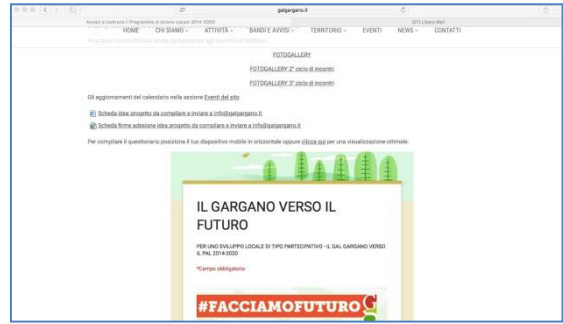 galgargano.it
Aiutaci a costruire il Programma di Azione Locale 2014-2020
(27) Libero Mail
HOME CHI SIAMO ATTIVITÀ BANDI E AVVISI TERRITORIO EVENTI NEWS CONTATTI
FOTOGALLERY
FOTOGALLERY 2° ciclo di incontri
FOTOGALLERY 3° ciclo di incontri
Gli aggiornamenti del calendario nella sezione Eventi del sito
Scheda idea progetto da compilare e inviare a info@galgargano.it
Scheda firma adesione idea progetto da compilare e inviare a info@galgargano.it
Per compilare il questionario posiziona il tuo dispositivo mobile in orizzontale oppure clicca qui per una visualizzazione ottimale.
IL GARGANO VERSO IL
FUTURO
PER UNO SVILUPPO LOCALE DI TIPO PARTECIPATIVO - IL GAL GARGANO VERSO
IL PAL 2014-2020
*Campo obbligatorio
#FACCIAMOFUTURO